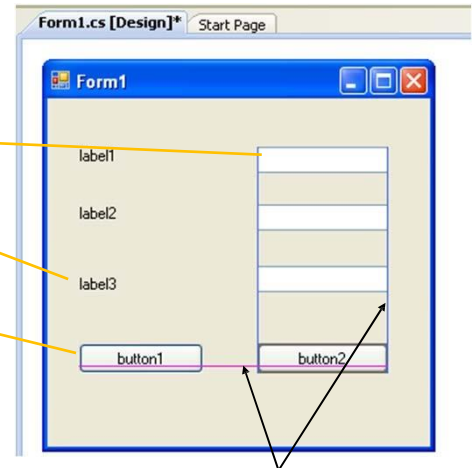 Form1.cs [Design]* Start Page
Form1
label1
label2
label3
button1 button2